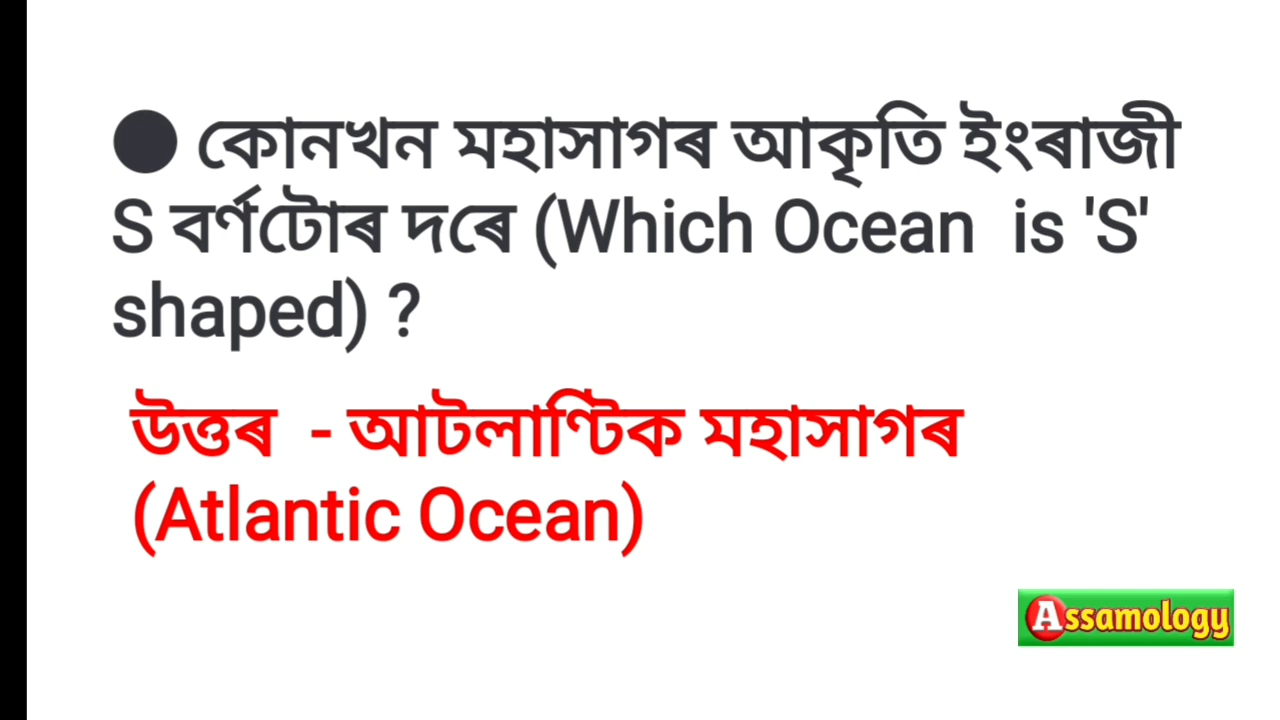 ● কোনখন মহাসাগৰ আকৃতি ইংৰাজী
S বৰ্ণটোৰ দৰে (Which Ocean is 'S'
shaped) ?
উত্তৰ - আটলাণ্টিক মহাসাগৰ
(Atlantic Ocean)
Assamology